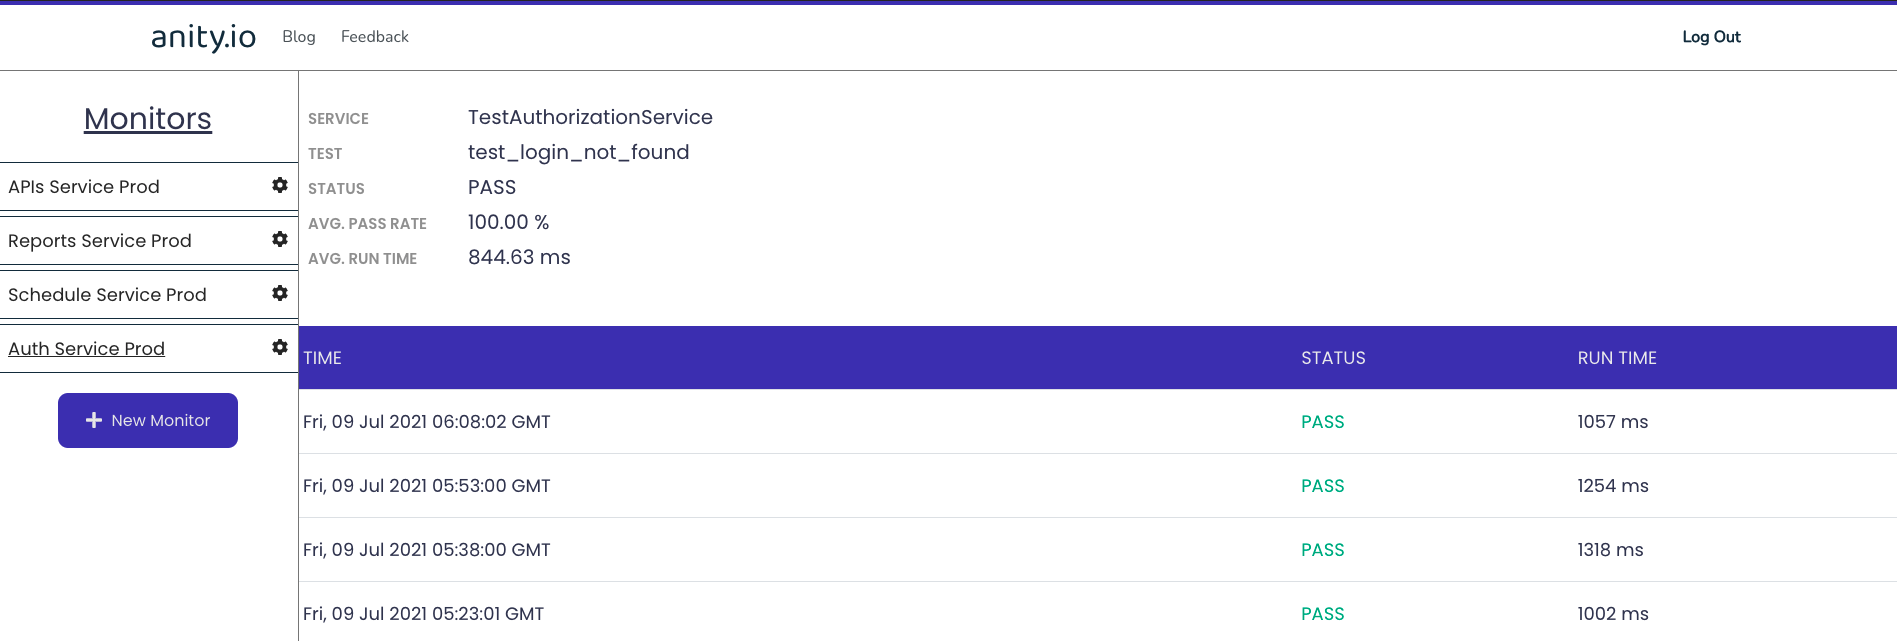 anity.io Blog Feedback Log Out
Monitors
APIs Service Prod
Reports Service Prod
Schedule Service Prod
Auth Service Prod
New Monitor
SERVICE TestAuthorizationService
TEST test_login_not_found
STATUS PASS
AVG. PASS RATE 100.00 %
AVG. RUN TIME 844.63 ms
TIME STATUS RUN TIME
Fri, 09 Jul 2021 06:08:02 GMT PASS 1057 ms
Fri, 09 Jul 2021 05:53:00 GMT PASS 1254 ms
Fri, 09 Jul 2021 05:38:00 GMT PASS 1318 ms
Fri, 09 Jul 2021 05:23:01 GMT PASS 1002 ms